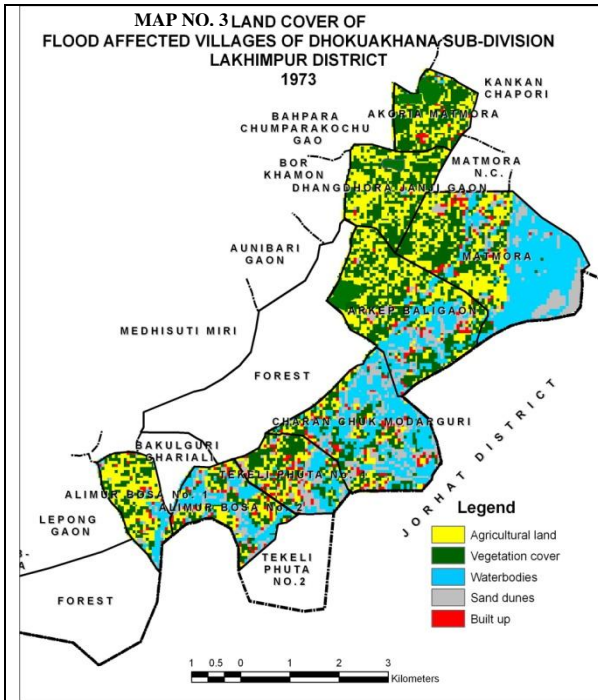 MAP NO. 3 LAND COVER OF
FLOOD AFFECTED VILLAGES OF DHOKUAKHANA SUB-DIVISION
LAKHIMPUR DISTRICT
1973
KANKAN
CHAPORI
AKORIA MATMORA
BAHPARA
CHUMPARAKOCHU
GAO
BOR
KHAMON
MATMORA
N.C.
DHANGDHORA JANJI GAON
AUNIBARI
GAON
MATMORA
ARKEP BALIGAON
MEDHISUTI MIRI
FOREST
CHARAN CHUK MODARGURI
JORHAT DISTRICT
BAKULGURI
GHARIALI
TEKELI PHUTA No.
ALIMUR BOSA No. 1
ALIMUR BOSA No. 2
LEPONG
GAON
TEKELI
PHUTA
NO.2
FOREST
Legend
Agricultural land
Vegetation cover
Waterbodies
Sand dunes
Built up
1 0.5 0 1 2 3
Kilometers